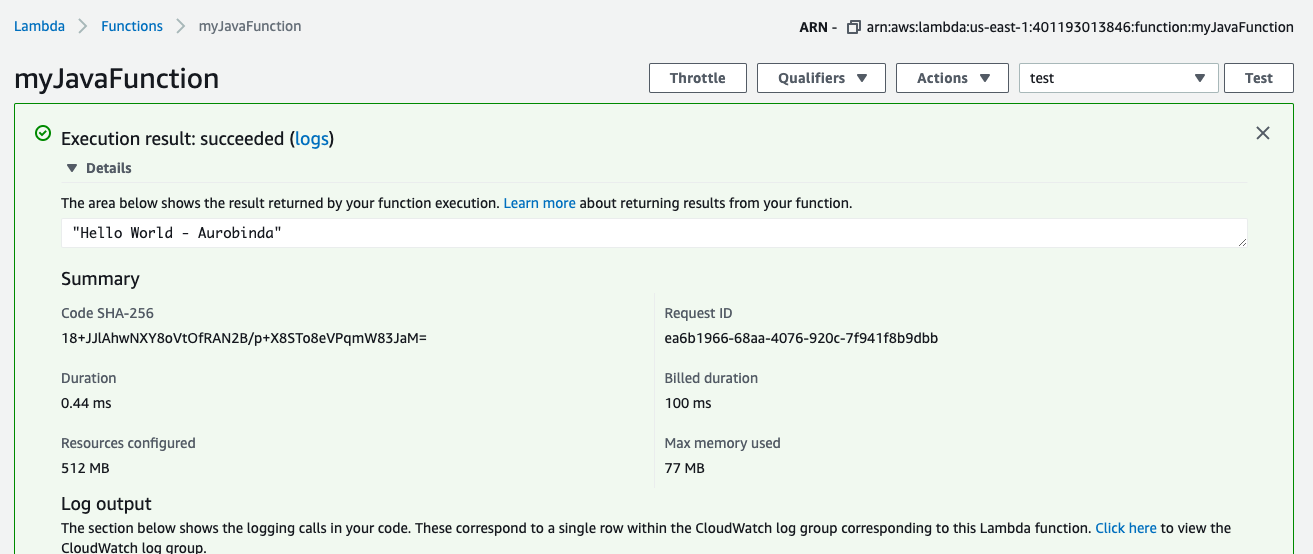 Lambda > Functions > myJavaFunction
ARN - arn:aws:lambda:us-east-1:401193013846:function:myJavaFunction
myJavaFunction
Throttle
Qualifiers
Actions
test
Test
Execution result: succeeded (logs)
Details
The area below shows the result returned by your function execution. Learn more about returning results from your function.
"Hello World - Aurobinda"
Summary
Code SHA-256
18+JJlAhwNXY8oVtOfRAN2B/p+X8STo8eVPqmW83JaM=
Request ID
ea6b1966-68aa-4076-920c-7f941f8b9dbb
Duration
0.44 ms
Billed duration
100 ms
Resources configured
512 MB
Max memory used
77 MB
Log output
The section below shows the logging calls in your code. These correspond to a single row within the CloudWatch log group corresponding to this Lambda function. Click here to view the
CloudWatch log group.